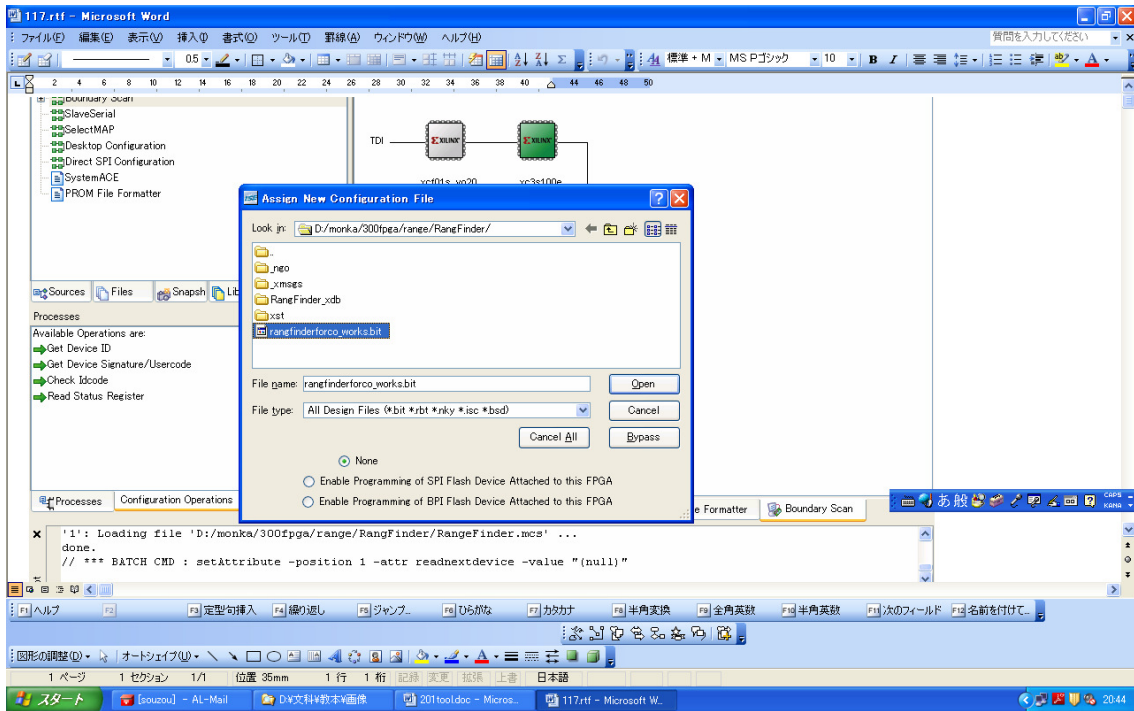 117.rtf - Microsoft Word
ファイル(F) 編集(E) 表示(V) 挿入(I) 書式(O) ツール(T) 罫線(A) ウィンドウ(W) ヘルプ(H) 質問を入力してください
0.5 標準 + M MS Pゴシック 10 B I A
L 2 4 6 8 10 12 14 16 18 20 22 24 26 28 30 32 34 36 38 40 44 46 48 50
Boundary Scan
SlaveSerial
SelectMAP
Desktop Configuration
Direct SPI Configuration
SystemACE
PROM File Formatter
TDI XILINX XILINX
xcf01s_vo20 xc3s100e
Assign New Configuration File
Look in: D:/monka/300fpga/range/RangFinder/
..
_ngo
_xmsgs
RangFinder_xdb
xst
rangfinderforco_works.bit
File name: rangfinderforco_works.bit Open
File type: All Design Files (*.bit *.rbt *.nky *.isc *.bsd) Cancel
Cancel All Bypass
None
Enable Programming of SPI Flash Device Attached to this FPGA
Enable Programming of BPI Flash Device Attached to this FPGA
Sources Files Snapsh Lib
Processes
Available Operations are:
Get Device ID
Get Device Signature/Usercode
Check Idcode
Read Status Register
Processes Configuration Operations e Formatter Boundary Scan
あ 般 CAPS KANA
'1': Loading file 'D:/monka/300fpga/range/RangFinder/RangeFinder.mcs' ...
done.
// *** BATCH CMD : setAttribute -position 1 -attr readnextdevice -value "(null)"
F1 ヘルプ F2 F3 定型句挿入 F4 繰り返し F5 ジャンプ... F6 ひらがな F7 カタカナ F8 半角変換 F9 全角英数 F10 半角英数 F11 次のフィールド F12 名前を付けて...
図形の調整(D) オートシェイプ(U)
1 ページ 1 セクション 1/1 位置 35mm 1 行 1 桁 記録 変更 拡張 上書 日本語
スタート [souzou] - AL-Mail D:¥文科¥教本¥画像 201tool.doc - Micros... 117.rtf - Microsoft W... 20:44